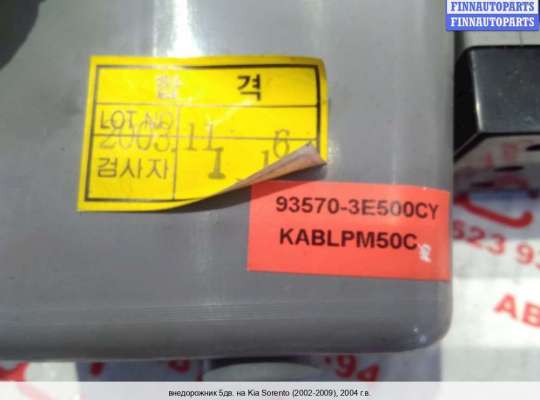 FINNAUTOPARTS
FINNAUTOPARTS
FINNAUTOPARTS
합 격
LOT NO
2003.11 6
검사자
93570-3E500CY
KABLPM50C
внедорожник 5дв. на Kia Sorento (2002-2009), 2004 г.в.